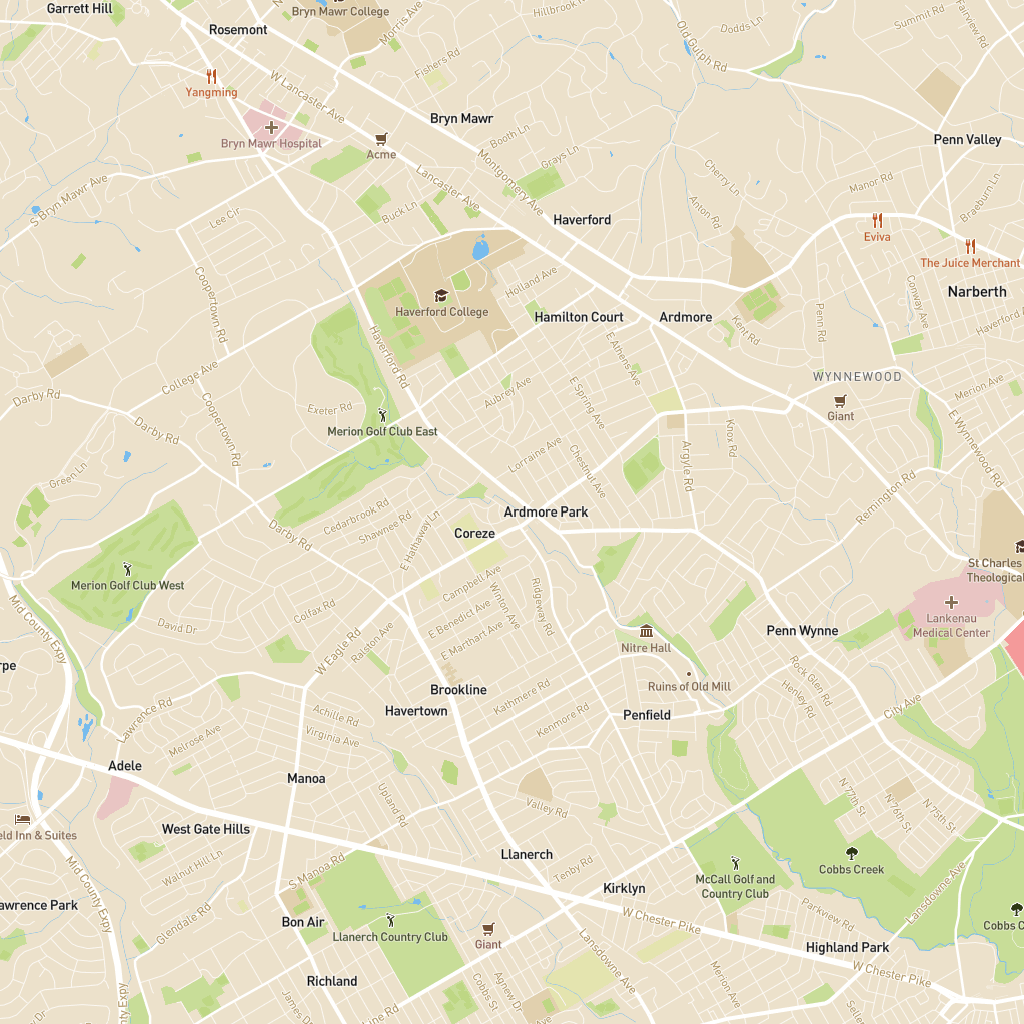 Garrett Hill
Bryn Mawr College
Morris Ave
Hillbrook Rd
Dodds Ln
Summit Rd
Fairview Rd
Rosemont
Old Gulph Rd
Fishers Rd
Yangming
W Lancaster Ave
Bryn Mawr
Booth Ln
Penn Valley
Bryn Mawr Hospital
Acme
Grays Ln
Montgomery Ave
Cherry Ln
Manor Rd
Braeburn Ln
S Bryn Mawr Ave
Lancaster Ave
Lee Cir
Buck Ln
Haverford
Anton Rd
Eviva
The Juice Merchant
Coopertown Rd
Holland Ave
Narberth
Haverford College
Hamilton Court
Ardmore
Kent Rd
Penn Rd
Conway Ave
Haverford
Haverford Rd
E Athens Ave
College Ave
WYNNEWOOD
Darby Rd
Aubrey Ave
E Spring Ave
Merion Ave
Exeter Rd
Giant
Coopertown Rd
Merion Golf Club East
Darby Rd
Knox Rd
E Wynnewood Rd
Lorraine Ave
Argyle Rd
Green Ln
Chestnut Ave
Remington Rd
Cedarbrook Rd
Ardmore Park
Shawnee Rd
E Hathaway Ln
Coreze
Darby Rd
St Charles
Theological
Merion Golf Club West
Campbell Ave
Mid County Expy
Colfax Rd
Winton Ave
Ridgeway Rd
Lankenau
Medical Center
David Dr
E Benedict Ave
Ralston Ave
E Marthart Ave
Nitre Hall
Penn Wynne
W Eagle Rd
rpe
Rock Glen Rd
Ruins of Old Mill
Brookline
Henley Rd
Kathmere Rd
Lawrence Rd
Havertown
Achille Rd
Penfield
City Ave
Kenmore Rd
Virginia Ave
Melrose Ave
Adele
Manoa
Upland Rd
Valley Rd
N 77th St
N 76th St
N 75th St
eld Inn & Suites
West Gate Hills
Llanerch
Walnut Hill Ln
S Manoa Rd
Tenby Rd
Cobbs Creek
McCall Golf and
Country Club
Mid County Expy
Kirklyn
Lansdowne Ave
awrence Park
Parkview Rd
Bon Air
W Chester Pike
Cobbs C
Glendale Rd
Llanerch Country Club
Giant
Highland Park
Lansdowne Ave
W Chester Pike
Richland
Merion Ave
Cobbs St
Agnew Dr
James Dr
Line Rd